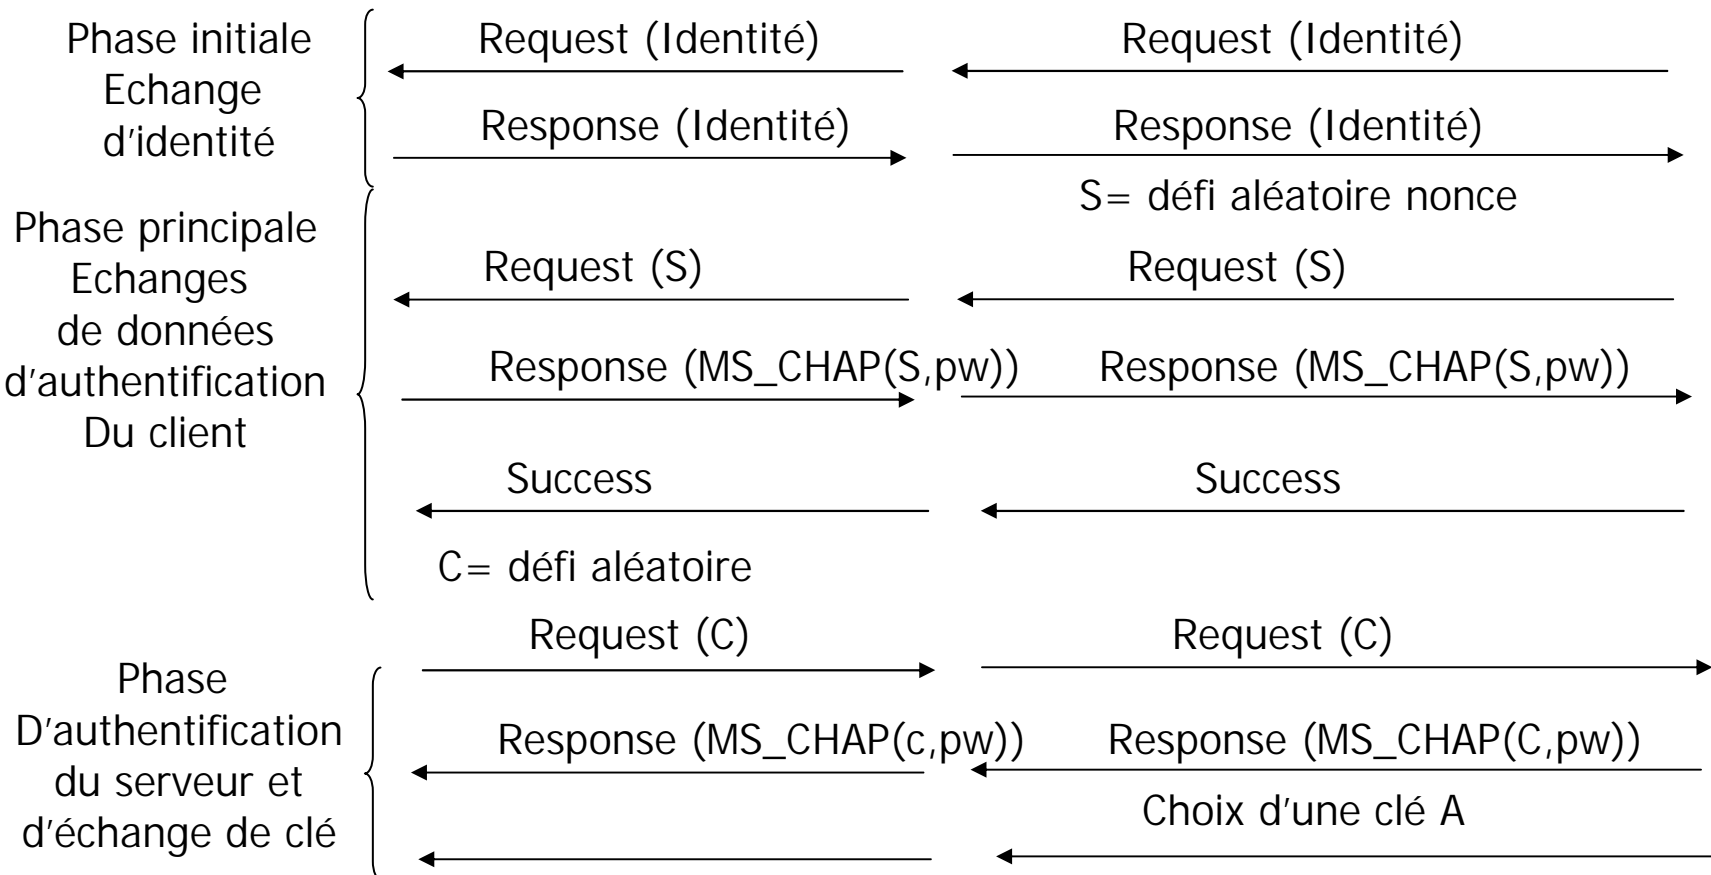 Phase initiale
Echange
d'identité
Request (Identité)
Request (Identité)
Response (Identité)
Response (Identité)
S= défi aléatoire nonce
Phase principale
Echanges
de données
d'authentification
Du client
Request (S)
Request (S)
Response (MS_CHAP(S,pw))
Response (MS_CHAP(S,pw))
Success
Success
C= défi aléatoire
Request (C)
Request (C)
Phase
D'authentification
du serveur et
d'échange de clé
Response (MS_CHAP(c,pw))
Response (MS_CHAP(C,pw))
Choix d'une clé A